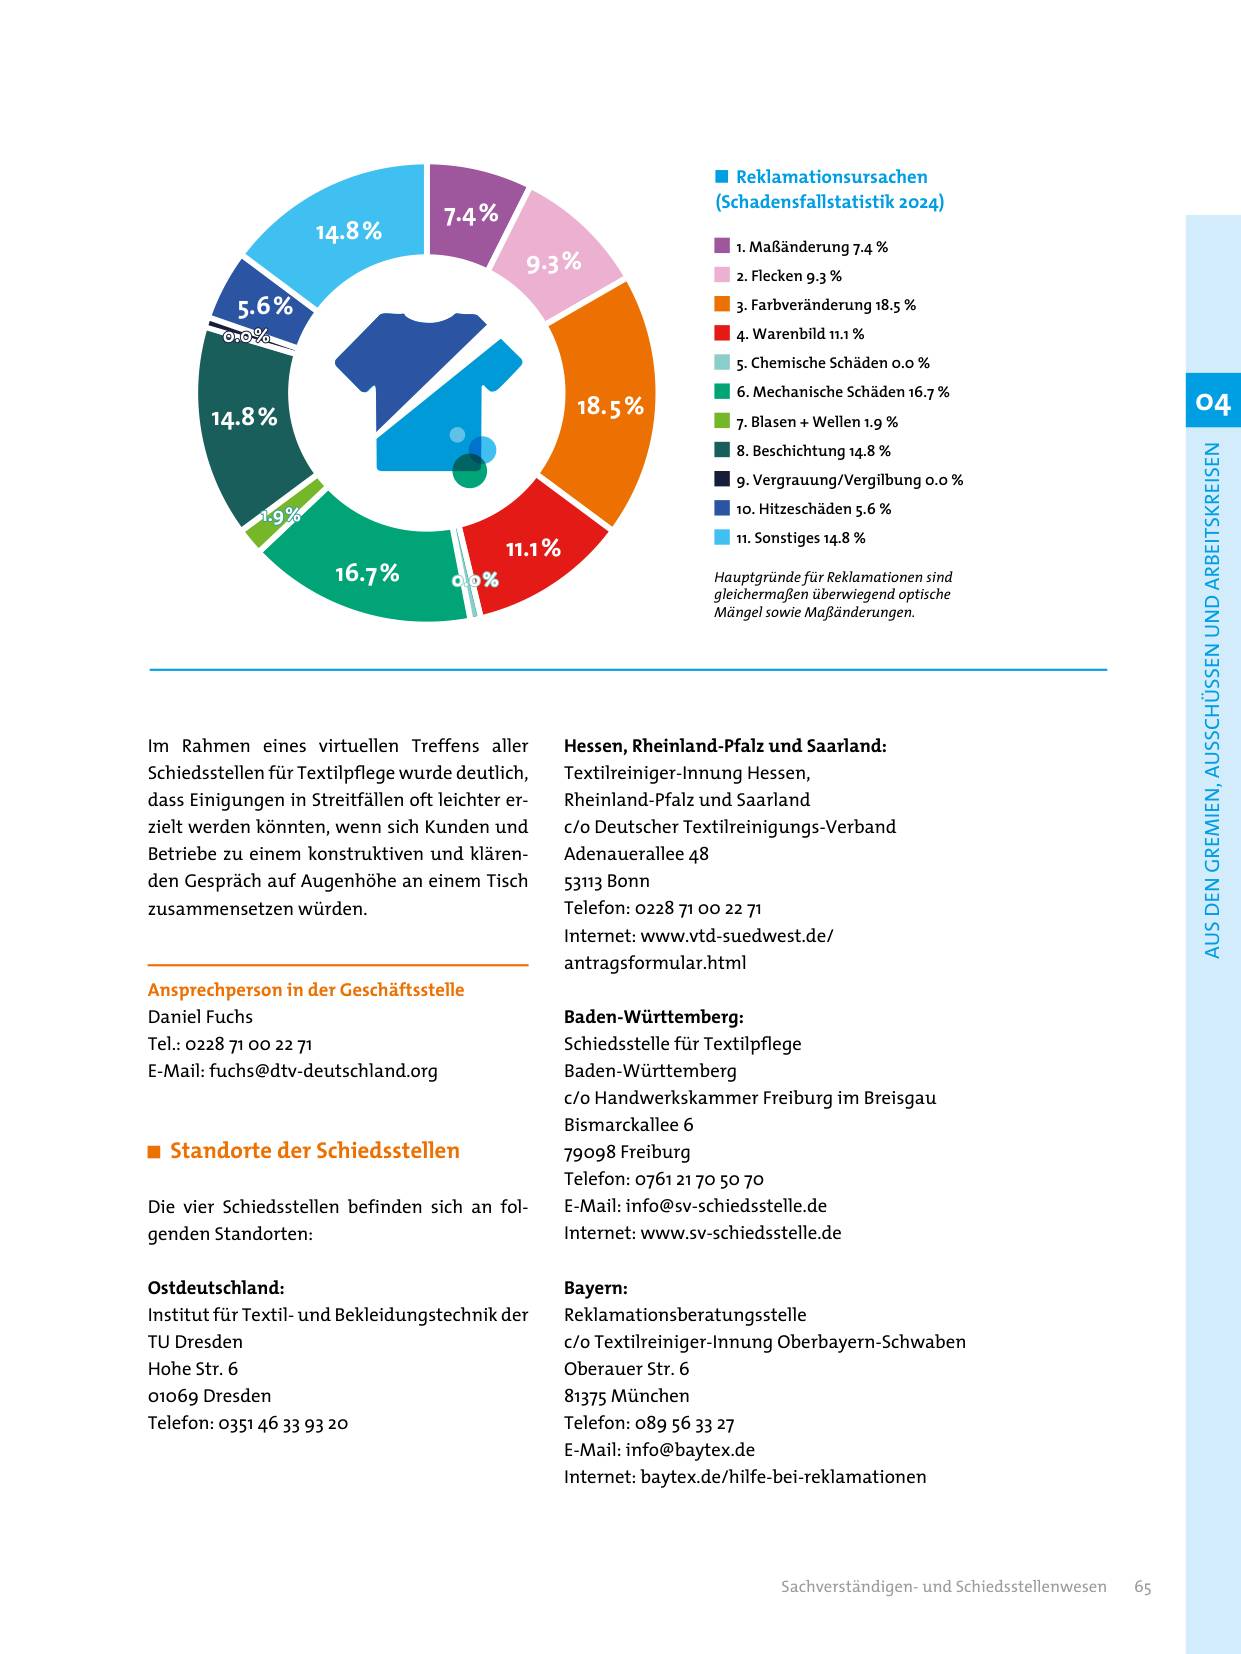 7.4 %
9.3 %
18.5 %
11.1 %
0.0%
16.7 %
1.9%
14.8 %
0.0%
5.6 %
14.8 %
Reklamationsursachen
(Schadensfallstatistik 2024)
1. Maßänderung 7.4 %
2. Flecken 9.3 %
3. Farbveränderung 18.5 %
4. Warenbild 11.1 %
5. Chemische Schäden 0.0 %
6. Mechanische Schäden 16.7 %
7. Blasen + Wellen 1.9 %
8. Beschichtung 14.8 %
9. Vergrauung/Vergilbung 0.0 %
10. Hitzeschäden 5.6 %
11. Sonstiges 14.8 %
Hauptgründe für Reklamationen sind
gleichermaßen überwiegend optische
Mängel sowie Maßänderungen.
Im Rahmen eines virtuellen Treffens aller
Schiedsstellen für Textilpflege wurde deutlich,
dass Einigungen in Streitfällen oft leichter er-
zielt werden könnten, wenn sich Kunden und
Betriebe zu einem konstruktiven und klären-
den Gespräch auf Augenhöhe an einem Tisch
zusammensetzen würden.
Ansprechperson in der Geschäftsstelle
Daniel Fuchs
Tel.: 0228 71 00 22 71
E-Mail: fuchs@dtv-deutschland.org
Standorte der Schiedsstellen
Die vier Schiedsstellen befinden sich an fol-
genden Standorten:
Ostdeutschland:
Institut für Textil- und Bekleidungstechnik der
TU Dresden
Hohe Str. 6
01069 Dresden
Telefon: 0351 46 33 93 20
Hessen, Rheinland-Pfalz und Saarland:
Textilreiniger-Innung Hessen,
Rheinland-Pfalz und Saarland
c/o Deutscher Textilreinigungs-Verband
Adenauerallee 48
53113 Bonn
Telefon: 0228 71 00 22 71
Internet: www.vtd-suedwest.de/
antragsformular.html
Baden-Württemberg:
Schiedsstelle für Textilpflege
Baden-Württemberg
c/o Handwerkskammer Freiburg im Breisgau
Bismarckallee 6
79098 Freiburg
Telefon: 0761 21 70 50 70
E-Mail: info@sv-schiedsstelle.de
Internet: www.sv-schiedsstelle.de
Bayern:
Reklamationsberatungsstelle
c/o Textilreiniger-Innung Oberbayern-Schwaben
Oberauer Str. 6
81375 München
Telefon: 089 56 33 27
E-Mail: info@baytex.de
Internet: baytex.de/hilfe-bei-reklamationen
04
AUS DEN GREMIEN, AUSSCHÜSSEN UND ARBEITSKREISEN
Sachverständigen- und Schiedsstellenwesen 65